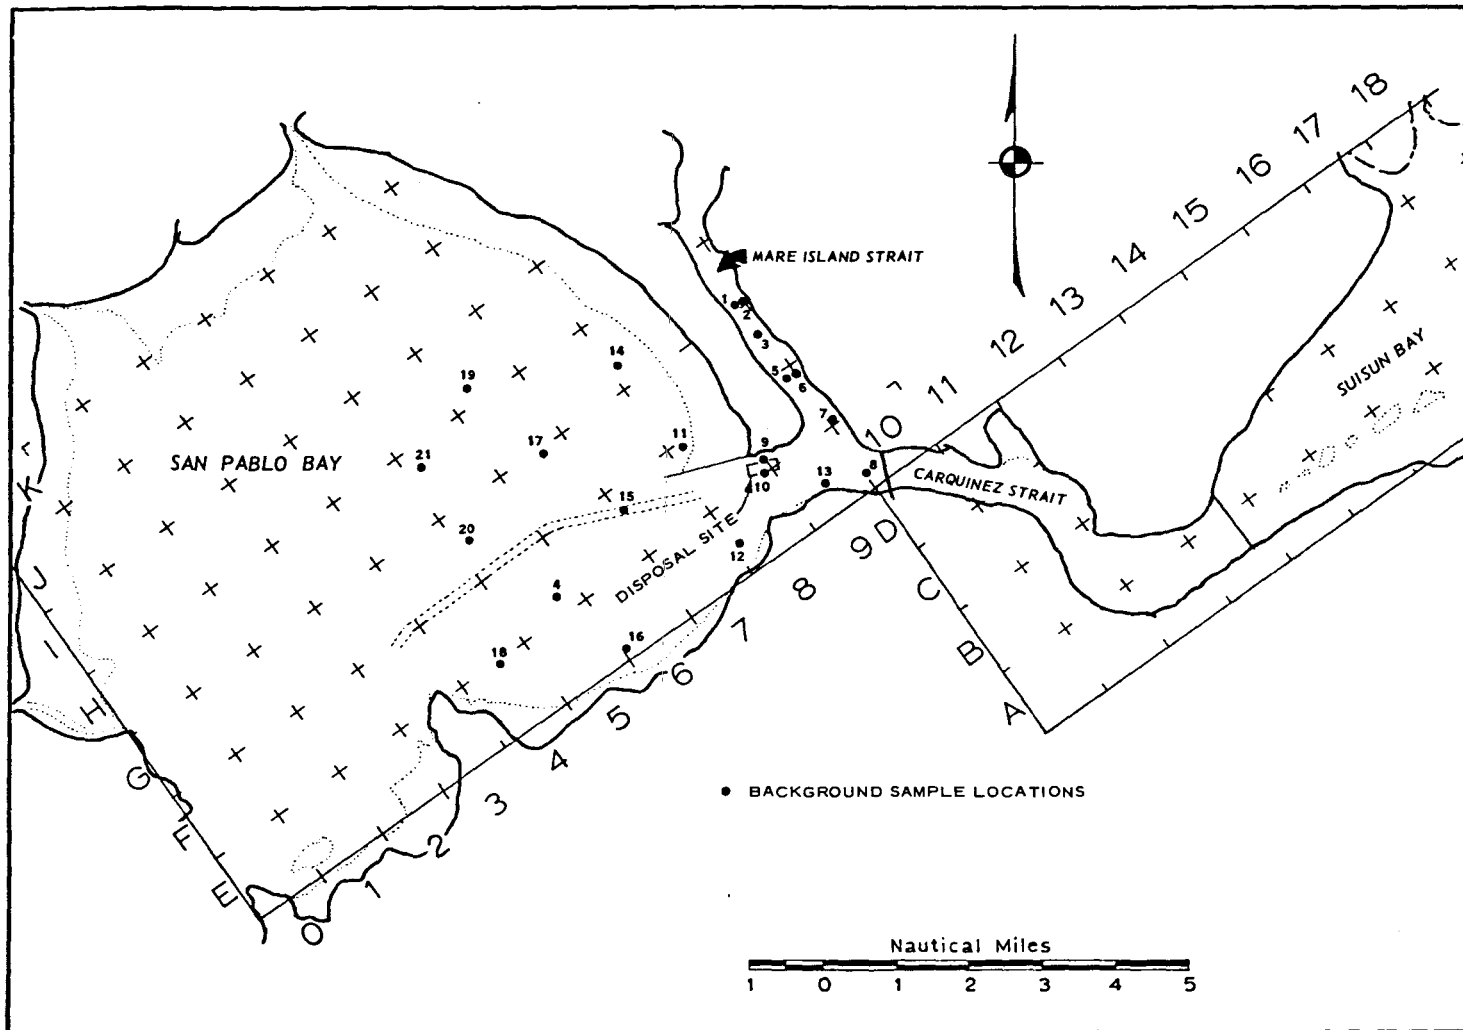 18
17
16
15
14
13
12
11
10
9
8
7
6
5
4
3
2
1
0
MARE ISLAND STRAIT
1
2
3
5
6
7
14
19
SUISUN BAY
11
9
17
21
SAN PABLO BAY
8
13
10
4
CARQUINEZ STRAIT
15
DISPOSAL SITE
20
12
4
16
18
K
J
I
H
G
F
E
D
C
B
A
BACKGROUND SAMPLE LOCATIONS
Nautical Miles
1 0 1 2 3 4 5